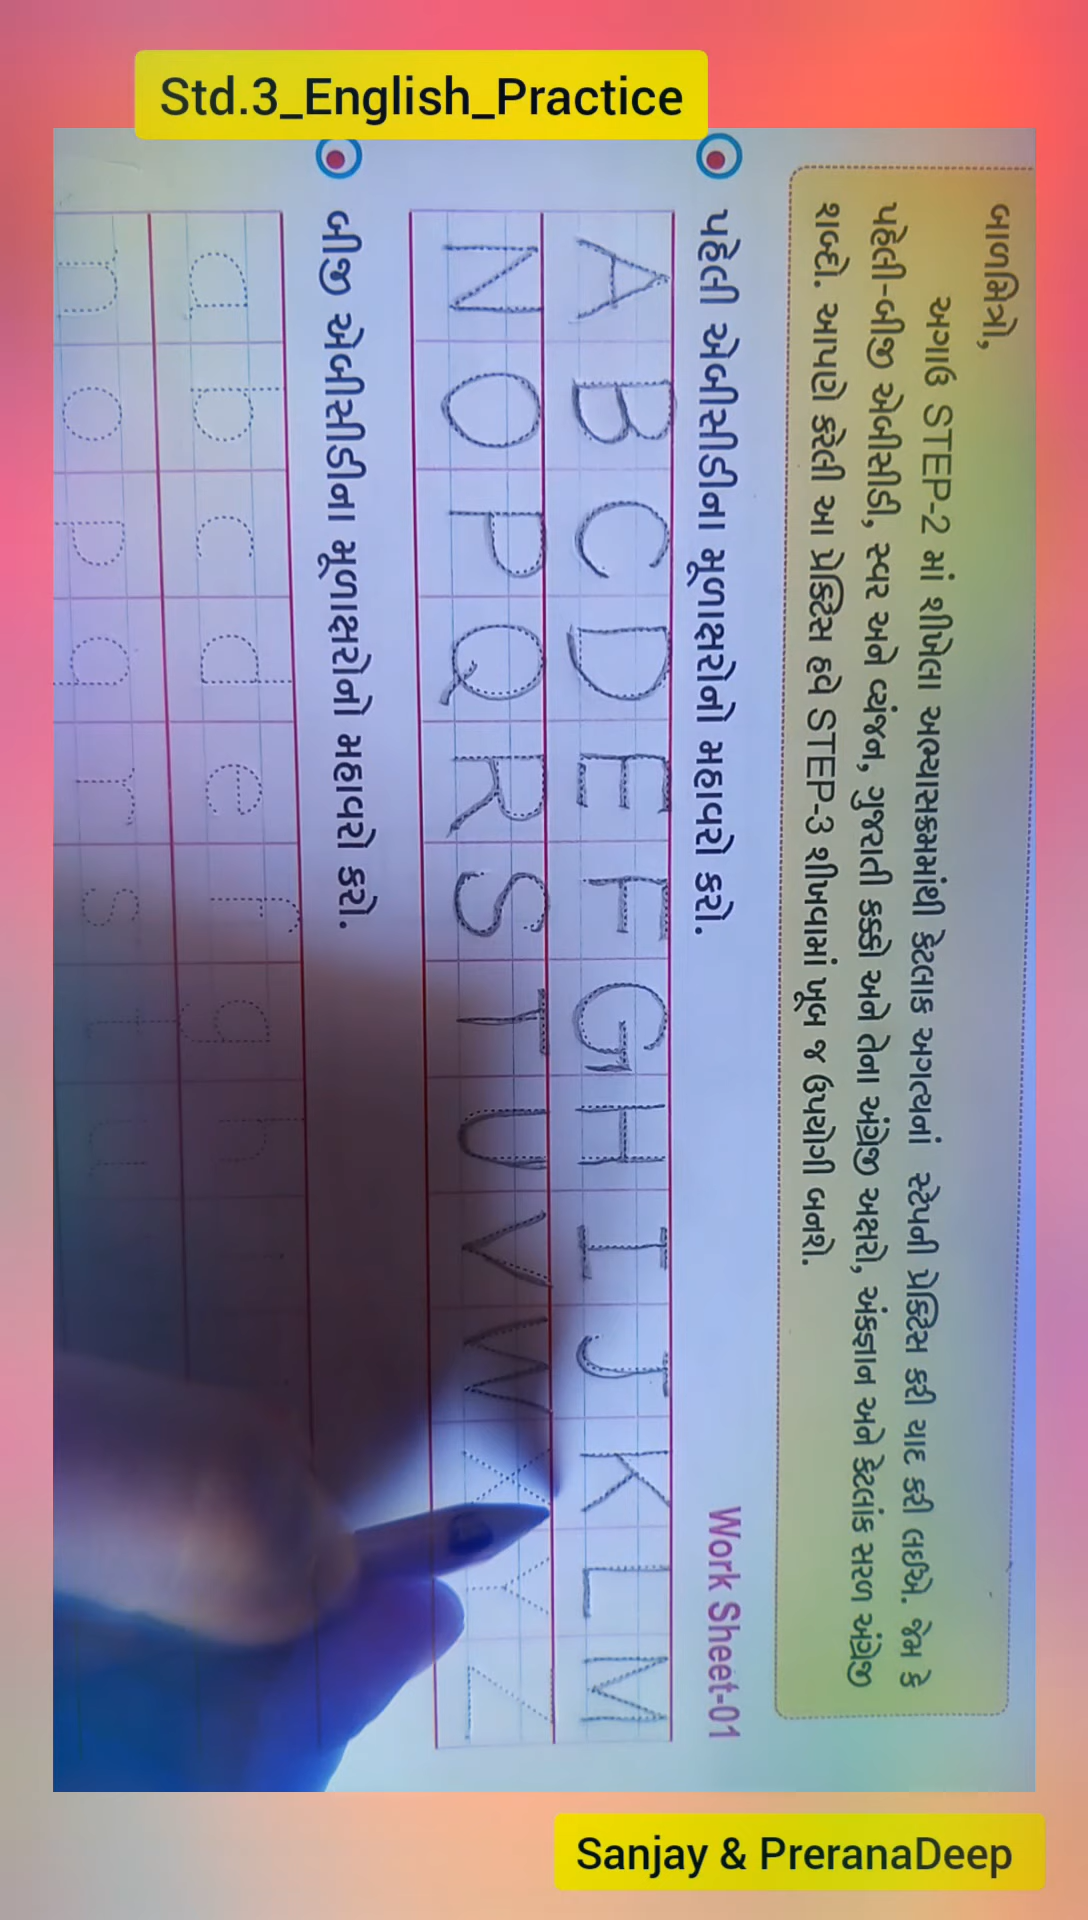 Std.3_English_Practice
બાળમિત્રો,
અગાઉ STEP-2 માં શીખેલા અભ્યાસક્રમમાંથી કેટલાક અગત્યનાં સ્ટેપની પ્રેક્ટિસ કરી યાદ કરી લઈએ. જેમ કે
પહેલી-બીજી એબીસીડી, સ્વર અને વ્યંજન, ગુજરાતી કક્કો અને તેના અંગ્રેજી અક્ષરો, અંકજ્ઞાન અને કેટલાંક સરળ અંગ્રેજી
શબ્દો. આપણે કરેલી આ પ્રેક્ટિસ હવે STEP-3 શીખવામાં ખૂબ જ ઉપયોગી બનશે.
Work Sheet-01
પહેલી એબીસીડીના મૂળાક્ષરોનો મહાવરો કરો.
A B C D E F G H I J K L M
N O P Q R S T U V W X Y Z
બીજી એબીસીડીના મૂળાક્ષરોનો મહાવરો કરો.
a b c d e f g h
n o p q r s t u
Sanjay & PreranaDeep